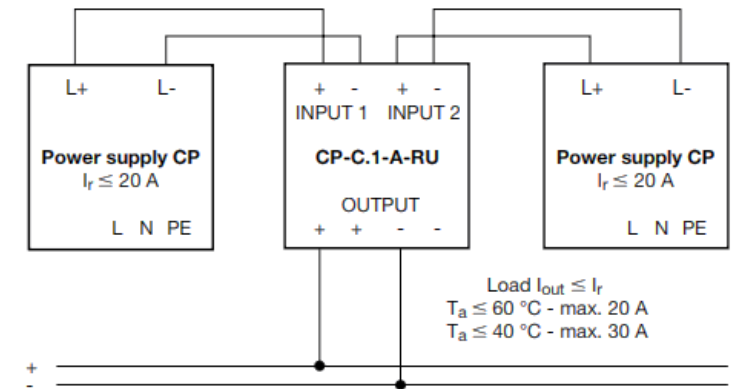 L+ L-
Power supply CP
Iᵣ ≤ 20 A
L N PE
+ - + -
INPUT 1 INPUT 2
CP-C.1-A-RU
OUTPUT
+ + - -
L+ L-
Power supply CP
Iᵣ ≤ 20 A
L N PE
Load Iout ≤ Iᵣ
Ta ≤ 60 °C - max. 20 A
Ta ≤ 40 °C - max. 30 A
+
-